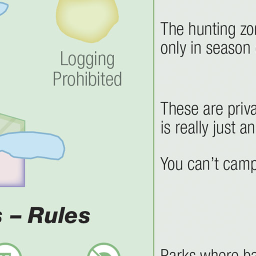 Logging
Prohibited
s – Rules
The hunting zo
only in season
These are priva
is really just an
You can't camp
Parks where ba